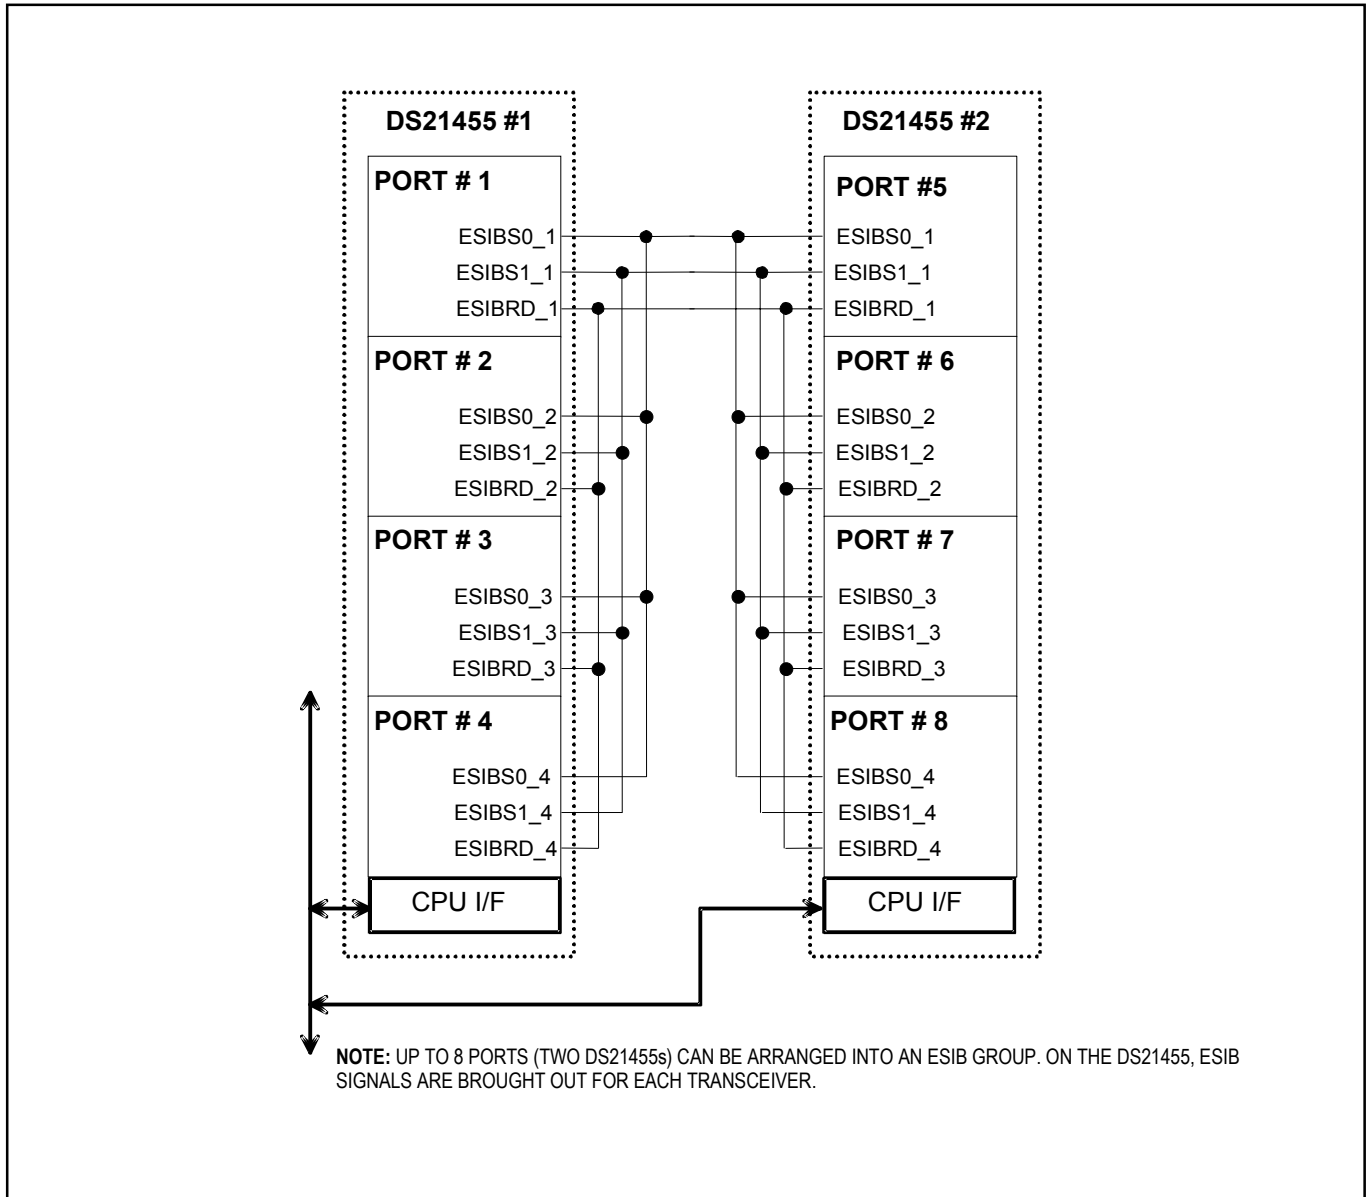 DS21455 #1
PORT # 1
ESIBS0_1
ESIBS1_1
ESIBRD_1
PORT # 2
ESIBS0_2
ESIBS1_2
ESIBRD_2
PORT # 3
ESIBS0_3
ESIBS1_3
ESIBRD_3
PORT # 4
ESIBS0_4
ESIBS1_4
ESIBRD_4
CPU I/F
DS21455 #2
PORT #5
ESIBS0_1
ESIBS1_1
ESIBRD_1
PORT # 6
ESIBS0_2
ESIBS1_2
ESIBRD_2
PORT # 7
ESIBS0_3
ESIBS1_3
ESIBRD_3
PORT # 8
ESIBS0_4
ESIBS1_4
ESIBRD_4
CPU I/F
NOTE: UP TO 8 PORTS (TWO DS21455s) CAN BE ARRANGED INTO AN ESIB GROUP. ON THE DS21455, ESIB
SIGNALS ARE BROUGHT OUT FOR EACH TRANSCEIVER.